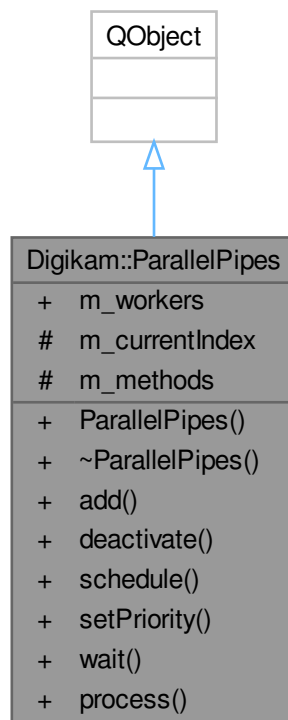 QObject
Digikam::ParallelPipes
+ m_workers
# m_currentIndex
# m_methods
+ ParallelPipes()
+ ~ParallelPipes()
+ add()
+ deactivate()
+ schedule()
+ setPriority()
+ wait()
+ process()